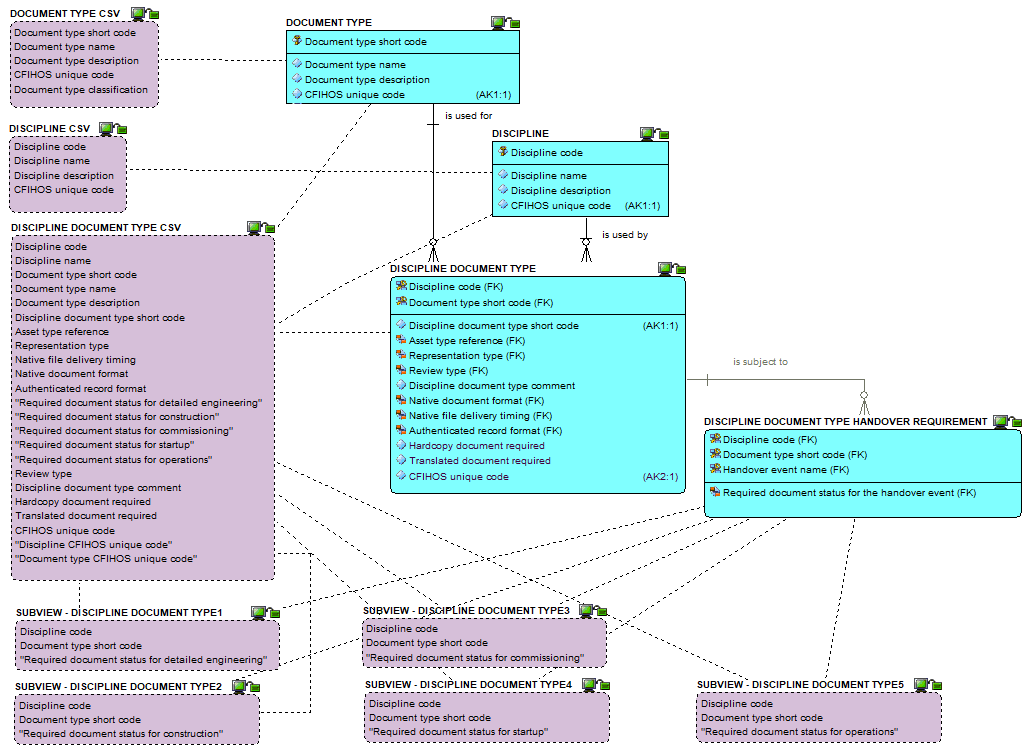 DOCUMENT TYPE CSV
Document type short code
Document type name
Document type description
CFIHOS unique code
Document type classification
DOCUMENT TYPE
Document type short code
Document type name
Document type description
CFIHOS unique code (AK1:1)
is used for
DISCIPLINE CSV
Discipline code
Discipline name
Discipline description
CFIHOS unique code
DISCIPLINE
Discipline code
Discipline name
Discipline description
CFIHOS unique code (AK1:1)
is used by
DISCIPLINE DOCUMENT TYPE CSV
Discipline code
Discipline name
Document type short code
Document type name
Document type description
Discipline document type short code
Asset type reference
Representation type
Native file delivery timing
Native document format
Authenticated record format
"Required document status for detailed engineering"
"Required document status for construction"
"Required document status for commissioning"
"Required document status for startup"
"Required document status for operations"
Review type
Discipline document type comment
Hardcopy document required
Translated document required
CFIHOS unique code
"Discipline CFIHOS unique code"
"Document type CFIHOS unique code"
DISCIPLINE DOCUMENT TYPE
Discipline code (FK)
Document type short code (FK)
Discipline document type short code (AK1:1)
Asset type reference (FK)
Representation type (FK)
Review type (FK)
Discipline document type comment
Native document format (FK)
Native file delivery timing (FK)
Authenticated record format (FK)
Hardcopy document required
Translated document required
CFIHOS unique code (AK2:1)
is subject to
DISCIPLINE DOCUMENT TYPE HANDOVER REQUIREMENT
Discipline code (FK)
Document type short code (FK)
Handover event name (FK)
Required document status for the handover event (FK)
SUBVIEW - DISCIPLINE DOCUMENT TYPE1
Discipline code
Document type short code
"Required document status for detailed engineering"
SUBVIEW - DISCIPLINE DOCUMENT TYPE3
Discipline code
Document type short code
"Required document status for commissioning"
SUBVIEW - DISCIPLINE DOCUMENT TYPE2
Discipline code
Document type short code
"Required document status for construction"
SUBVIEW - DISCIPLINE DOCUMENT TYPE4
Discipline code
Document type short code
"Required document status for startup"
SUBVIEW - DISCIPLINE DOCUMENT TYPE5
Discipline code
Document type short code
"Required document status for operations"